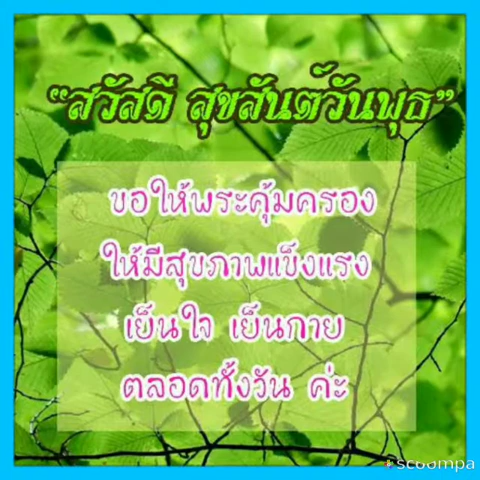 “สวัสดี สุขสันต์วันพุธ”
ขอให้พระคุ้มครอง
ให้มีสุขภาพแข็งแรง
เย็นใจ เย็นกาย
ตลอดทั้งวัน ค่ะ
scoompa